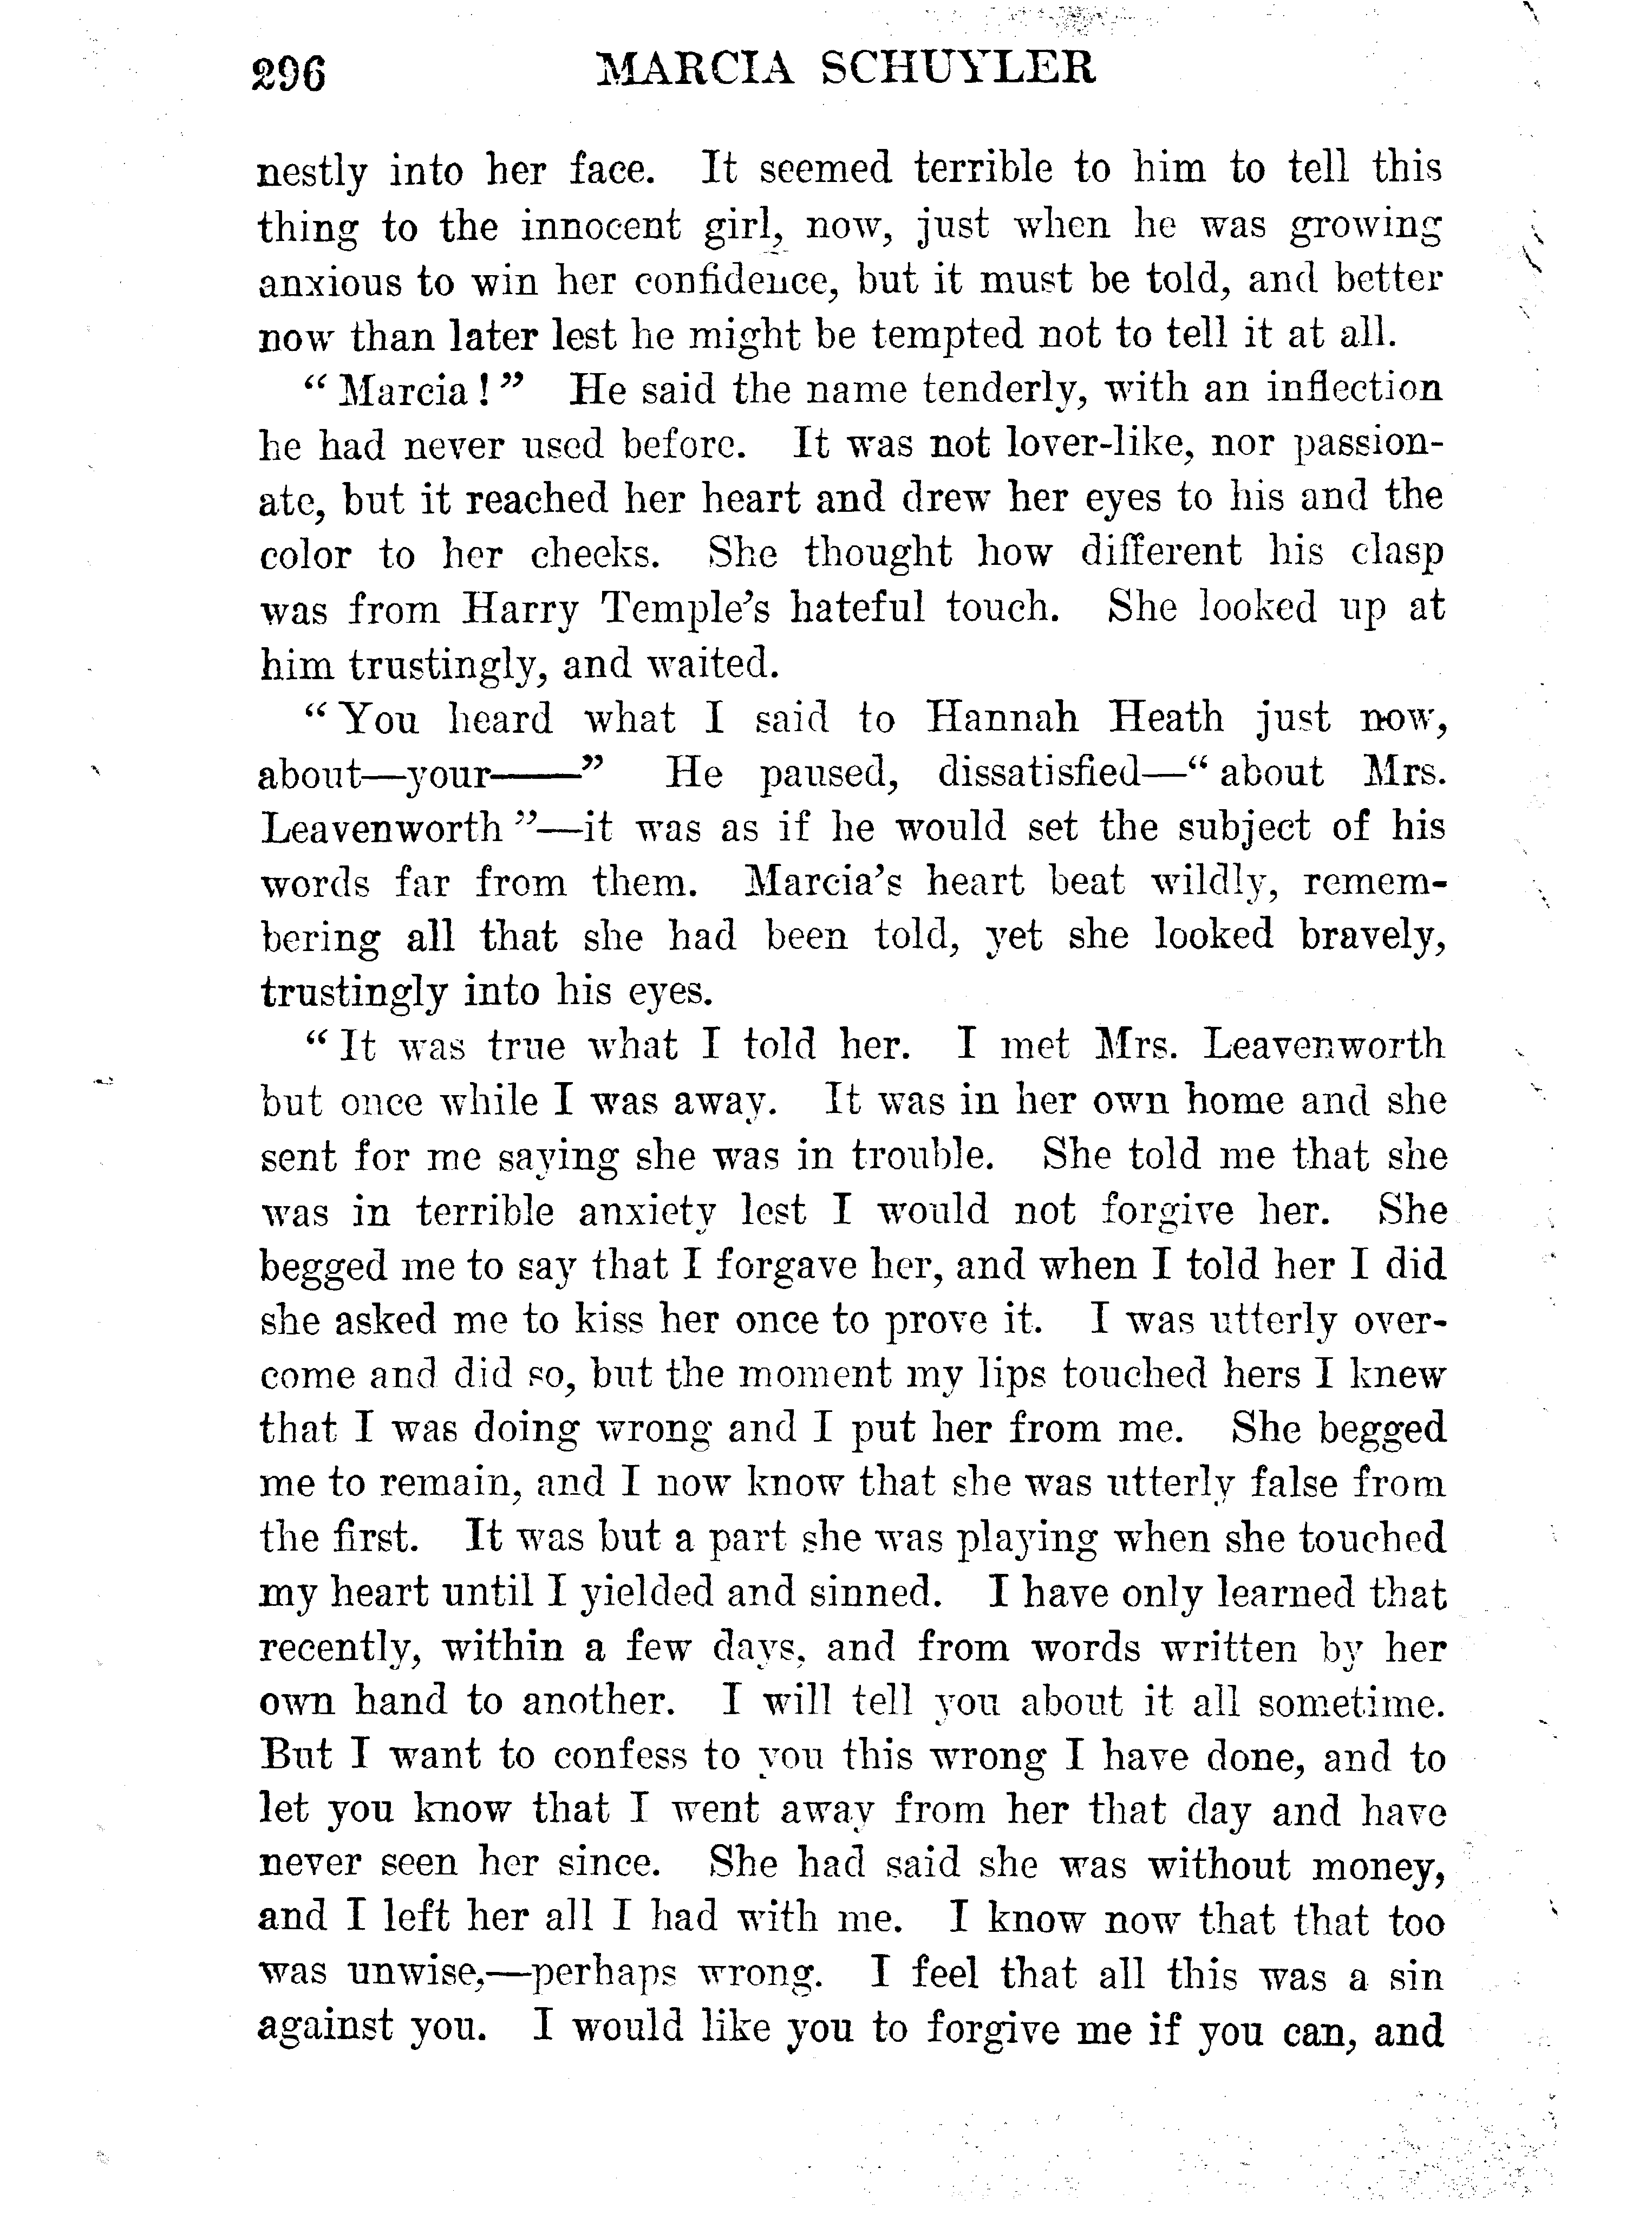 296 MARCIA SCHUYLER
nestly into her face. It seemed terrible to him to tell this
thing to the innocent girl, now, just when he was growing
anxious to win her confidence, but it must be told, and better
now than later lest he might be tempted not to tell it at all.
“Marcia!” He said the name tenderly, with an inflection
he had never used before. It was not lover-like, nor passion-
ate, but it reached her heart and drew her eyes to his and the
color to her cheeks. She thought how different his clasp
was from Harry Temple’s hateful touch. She looked up at
him trustingly, and waited.
“You heard what I said to Hannah Heath just now,
about—your——” He paused, dissatisfied—“about Mrs.
Leavenworth”—it was as if he would set the subject of his
words far from them. Marcia’s heart beat wildly, remem-
bering all that she had been told, yet she looked bravely,
trustingly into his eyes.
“It was true what I told her. I met Mrs. Leavenworth
but once while I was away. It was in her own home and she
sent for me saying she was in trouble. She told me that she
was in terrible anxiety lest I would not forgive her. She
begged me to say that I forgave her, and when I told her I did
she asked me to kiss her once to prove it. I was utterly over-
come and did so, but the moment my lips touched hers I knew
that I was doing wrong and I put her from me. She begged
me to remain, and I now know that she was utterly false from
the first. It was but a part she was playing when she touched
my heart until I yielded and sinned. I have only learned that
recently, within a few days, and from words written by her
own hand to another. I will tell you about it all sometime.
But I want to confess to you this wrong I have done, and to
let you know that I went away from her that day and have
never seen her since. She had said she was without money,
and I left her all I had with me. I know now that that too
was unwise,—perhaps wrong. I feel that all this was a sin
against you. I would like you to forgive me if you can, and